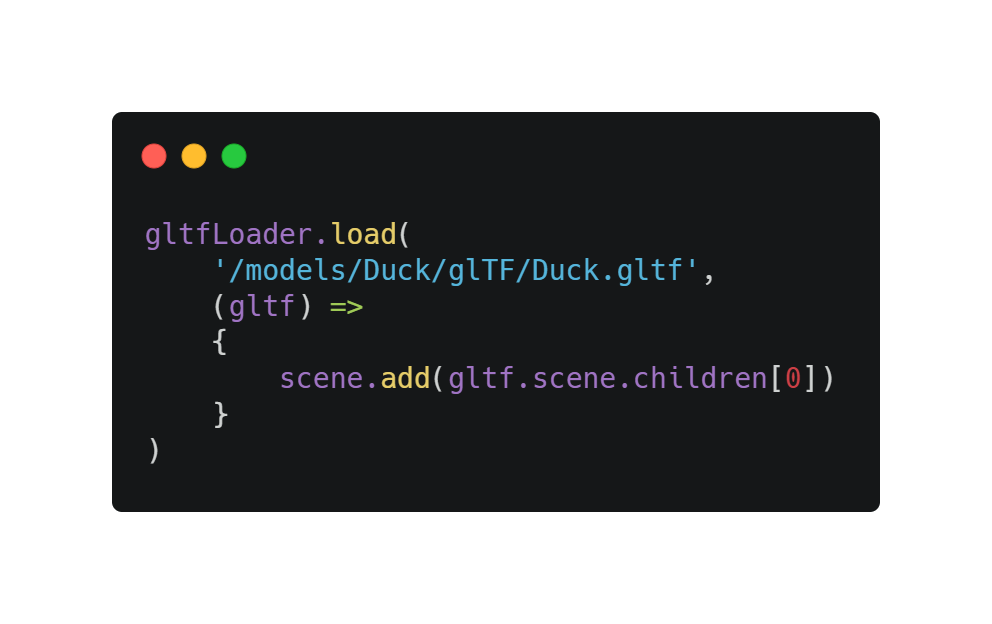 gltfLoader.load(
    '/models/Duck/glTF/Duck.gltf',
    (gltf) =>
    {
        scene.add(gltf.scene.children[0])
    }
)